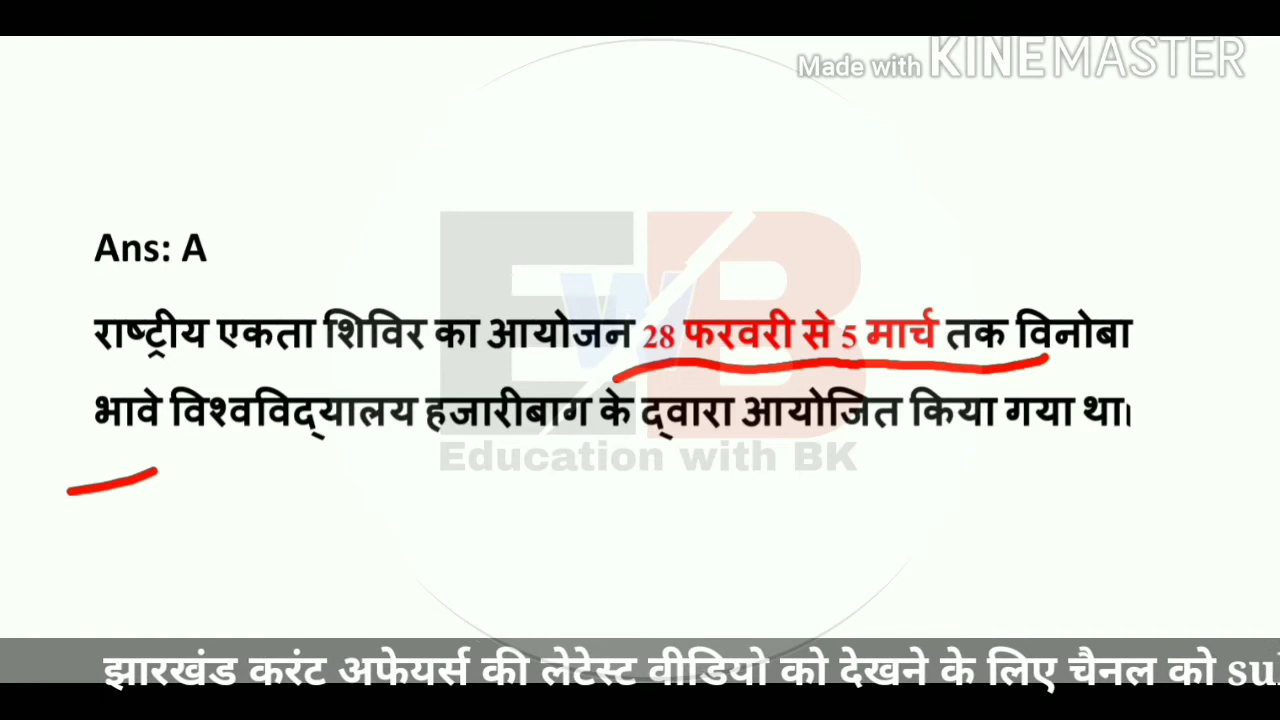 Made with KINEMASTER
Ans: A
राष्ट्रीय एकता शिविर का आयोजन 28 फरवरी से 5 मार्च तक विनोबा
भावे विश्वविद्यालय हजारीबाग के द्वारा आयोजित किया गया था।
EWB
Education with BK
झारखंड करंट अफेयर्स की लेटेस्ट वीडियो को देखने के लिए चैनल को